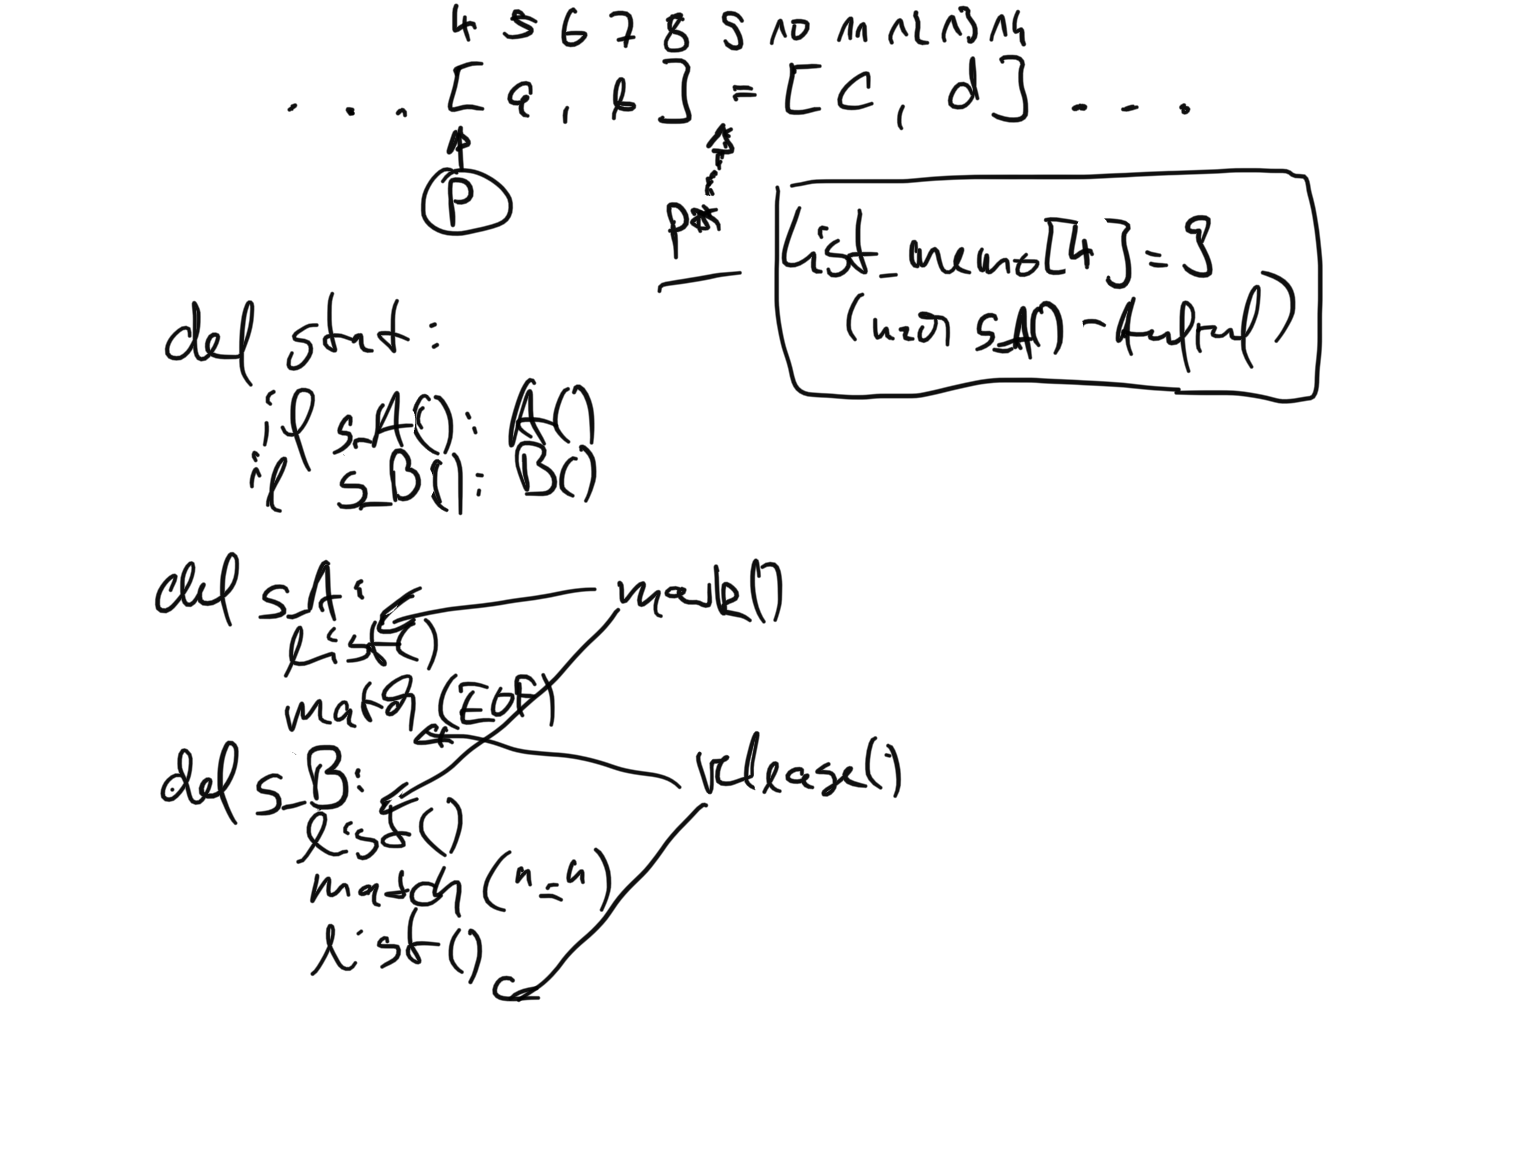 4 5 6 7 8 9 10 11 12 13 14
. . . [ a , b ] = [ c , d ] . . .
P
list_memo[4] = 9
s_A() - Aufruf)
def stat:
if s_A(): A()
if s_B(): B()
def s_A:
mark()
list()
match (EOF)
release()
def s_B:
list()
match ("=")
list()